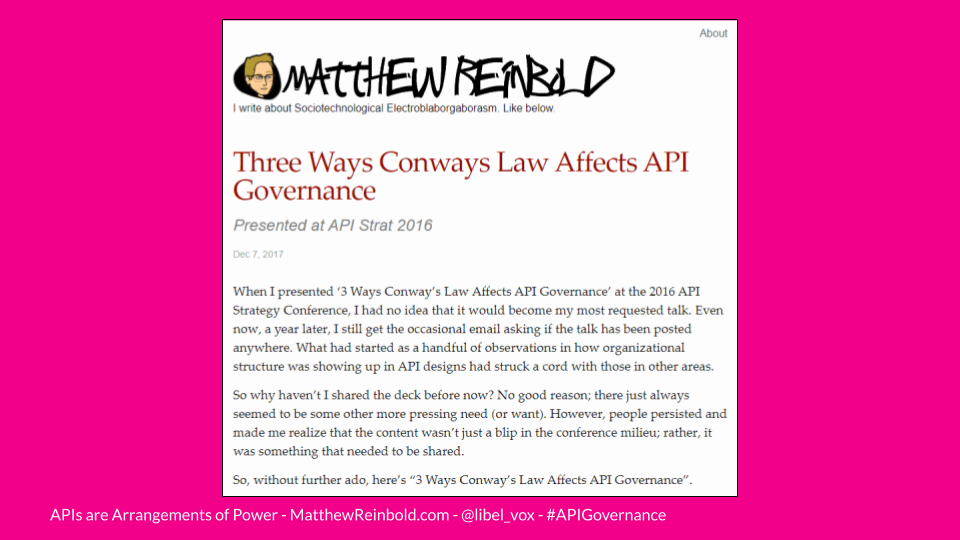 About
MATTHEW REINBOLD
I write about Sociotechnological Electroblaborgaborasm. Like below.
Three Ways Conways Law Affects API
Governance
Presented at API Strat 2016
Dec 7, 2017
When I presented ‘3 Ways Conway’s Law Affects API Governance’ at the 2016 API
Strategy Conference, I had no idea that it would become my most requested talk. Even
now, a year later, I still get the occasional email asking if the talk has been posted
anywhere. What had started as a handful of observations in how organizational
structure was showing up in API designs had struck a cord with those in other areas.
So why haven’t I shared the deck before now? No good reason; there just always
seemed to be some other more pressing need (or want). However, people persisted and
made me realize that the content wasn’t just a blip in the conference milieu; rather, it
was something that needed to be shared.
So, without further ado, here’s “3 Ways Conway’s Law Affects API Governance”.
APIs are Arrangements of Power - MatthewReinbold.com - @libel_vox - #APIGovernance